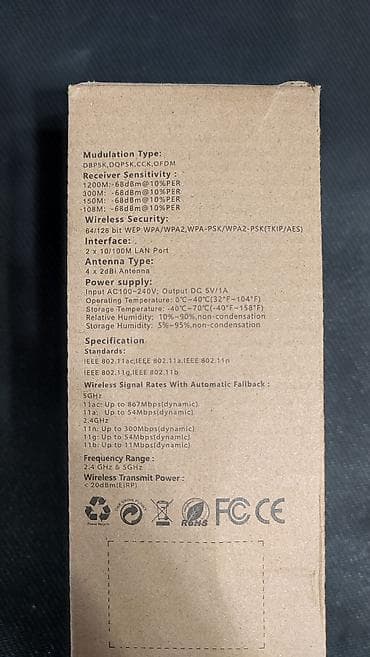 Mudulation Type:
DBPSK,DQPSK,CCK,OFDM
Receiver Sensitivity :
1200M:-68dBm@10%PER
300M: -68dBm@10%PER
150M: -68dBm@10%PER
-108M: -68dBm@10%PER
Wireless Security:
64/128 bit WEP WPA/WPA2,WPA-PSK/WPA2-PSK(TKIP/AES)
Interface: .
2 x 10/100M LAN Port
Antenna Type:
4 x 2dBi Antenna
Power supply:
Input AC100~240V; Output DC 5V/1A
Operating Temperature: 0℃~40℃(32°F~104°F)
Storage Temperature: -40℃~70℃(-40°F~158°F)
Relative Humidity: 10%~90%,non-condensation
Storage Humidity: 5%~95%,non-condensation
Specification
Standards:
IEEE 802.11ac,IEEE 802.11a,IEEE 802.11n
IEEE 802.11g,IEEE 802.11b
Wireless Signal Rates With Automatic Fallback :
5GHz
11ac: Up to 867Mbps(dynamic)
11a: Up to 54Mbps(dynamic)
2.4GHz
11n: Up to 300Mbps(dynamic)
11g: Up to 54Mbps(dynamic)
11b: Up to 11Mbps(dynamic)
Frequency Range :
2.4 GHz & 5GHz
Wireless Transmit Power :
< 20dBm(EIRP)
RoHS FC CE